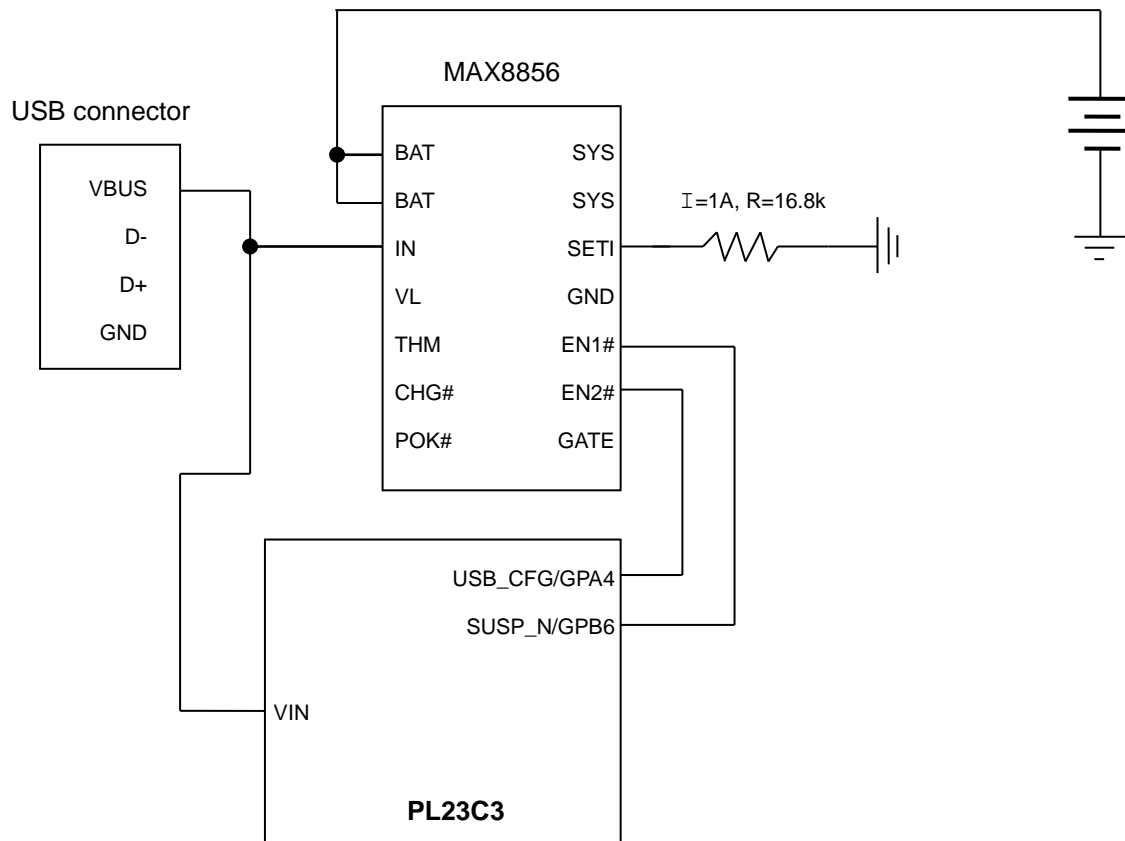 MAX8856
USB connector
VBUS
D-
D+
GND
BAT
BAT
IN
VL
THM
CHG#
POK#
SYS
SYS
SETI
GND
EN1#
EN2#
GATE
I=1A, R=16.8k
USB_CFG/GPA4
SUSP_N/GPB6
VIN
PL23C3